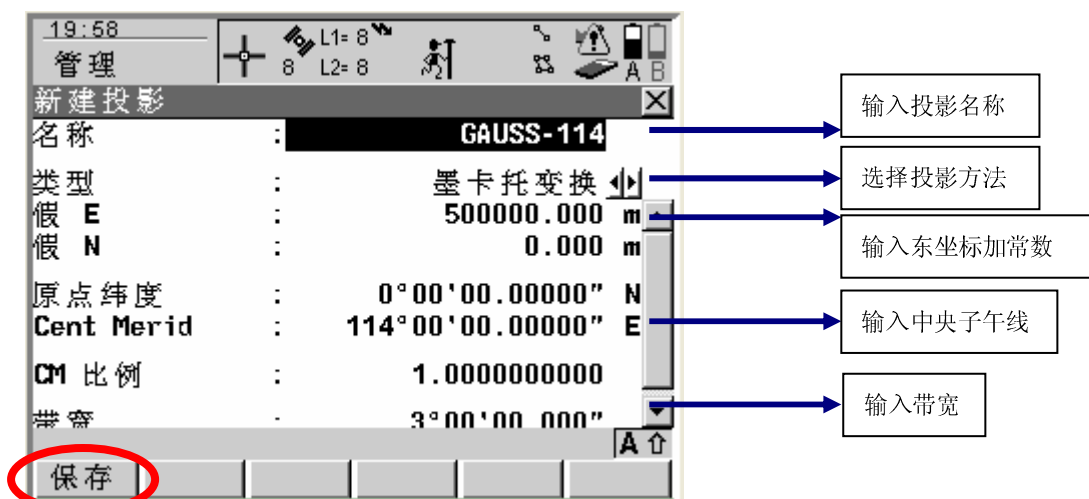 19:58
管理
8 L1= 8
L2= 8
A B
新建投影
名称 : GAUSS-114
类型 : 墨卡托变换
假 E : 500000.000 m
假 N : 0.000 m
原点纬度 : 0°00'00.00000" N
Cent Merid : 114°00'00.00000" E
CM 比例 : 1.0000000000
带宽 : 3°00'00.000"
A
保存
输入投影名称
选择投影方法
输入东坐标加常数
输入中央子午线
输入带宽